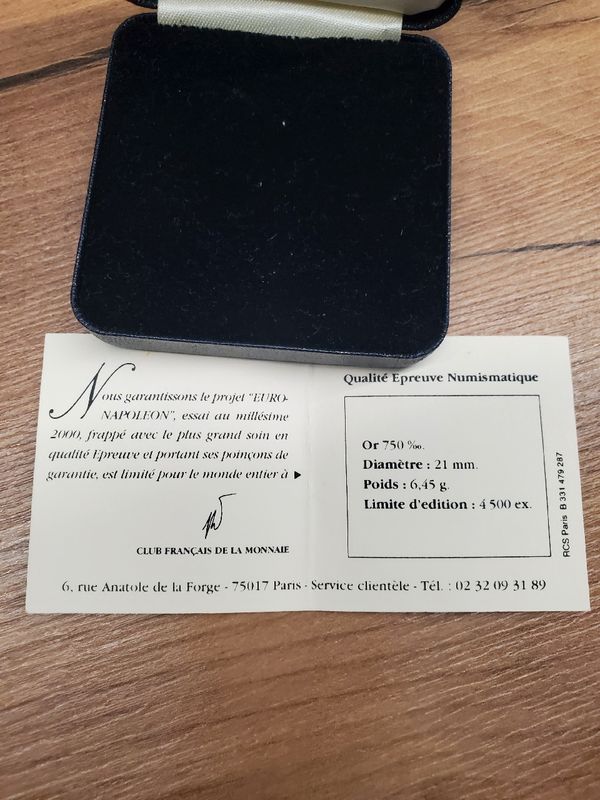 Nous garantissons le projet "EURO-
NAPOLEON", essai au millésime
2000, frappé avec le plus grand soin en
qualité Epreuve et portant ses poinçons de
garantie, est limité pour le monde entier à ►
CLUB FRANÇAIS DE LA MONNAIE
Qualité Epreuve Numismatique
Or 750 ‰.
Diamètre : 21 mm.
Poids : 6,45 g.
Limite d'edition : 4 500 ex.
RCS Paris B 331 479 287
6, rue Anatole de la Forge - 75017 Paris - Service clientèle - Tél. : 02 32 09 31 89